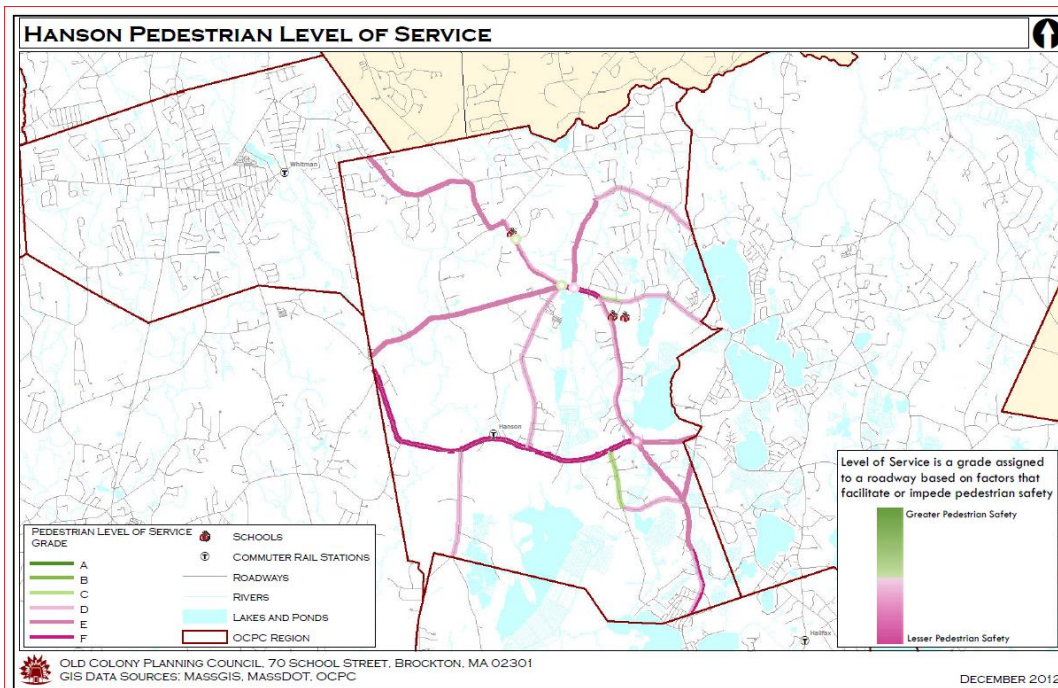 HANSON PEDESTRIAN LEVEL OF SERVICE
Whitman
Hanson
Halifax
PEDESTRIAN LEVEL OF SERVICE
GRADE
A
B
C
D
E
F
SCHOOLS
COMMUTER RAIL STATIONS
ROADWAYS
RIVERS
LAKES AND PONDS
OCPC REGION
Level of Service is a grade assigned
to a roadway based on factors that
facilitate or impede pedestrian safety
Greater Pedestrian Safety
Lesser Pedestrian Safety
OLD COLONY PLANNING COUNCIL, 70 SCHOOL STREET, BROCKTON, MA 02301
GIS DATA SOURCES: MASSGIS, MASSDOT, OCPC
DECEMBER 2012